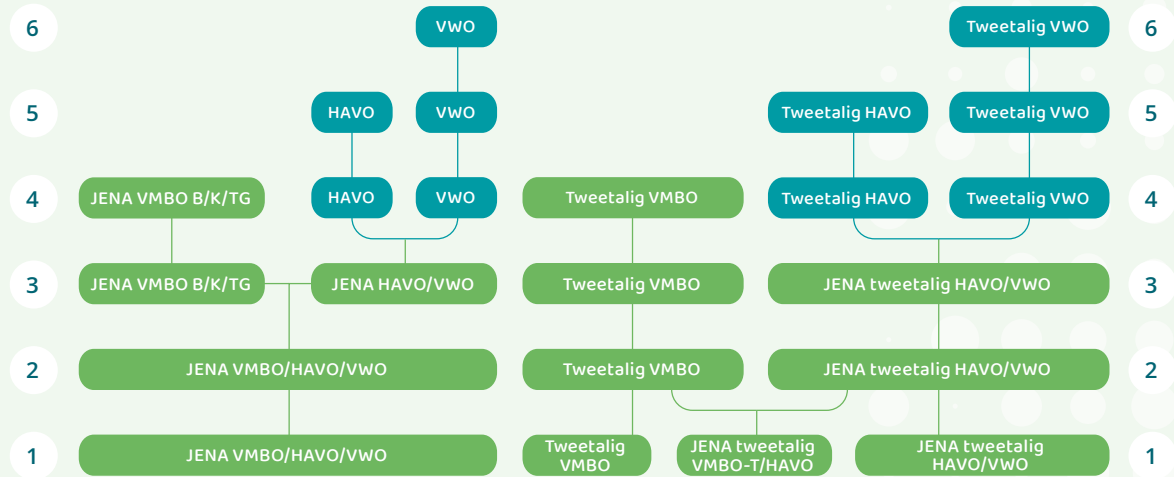 6
VWO
Tweetalig VWO
6
5
HAVO
VWO
Tweetalig HAVO
Tweetalig VWO
5
4
JENA VMBO B/K/TG
HAVO
VWO
Tweetalig VMBO
Tweetalig HAVO
Tweetalig VWO
4
3
JENA VMBO B/K/TG
JENA HAVO/VWO
Tweetalig VMBO
JENA tweetalig HAVO/VWO
3
2
JENA VMBO/HAVO/VWO
Tweetalig VMBO
JENA tweetalig HAVO/VWO
2
1
JENA VMBO/HAVO/VWO
Tweetalig
VMBO
JENA tweetalig
VMBO-T/HAVO
JENA tweetalig
HAVO/VWO
1